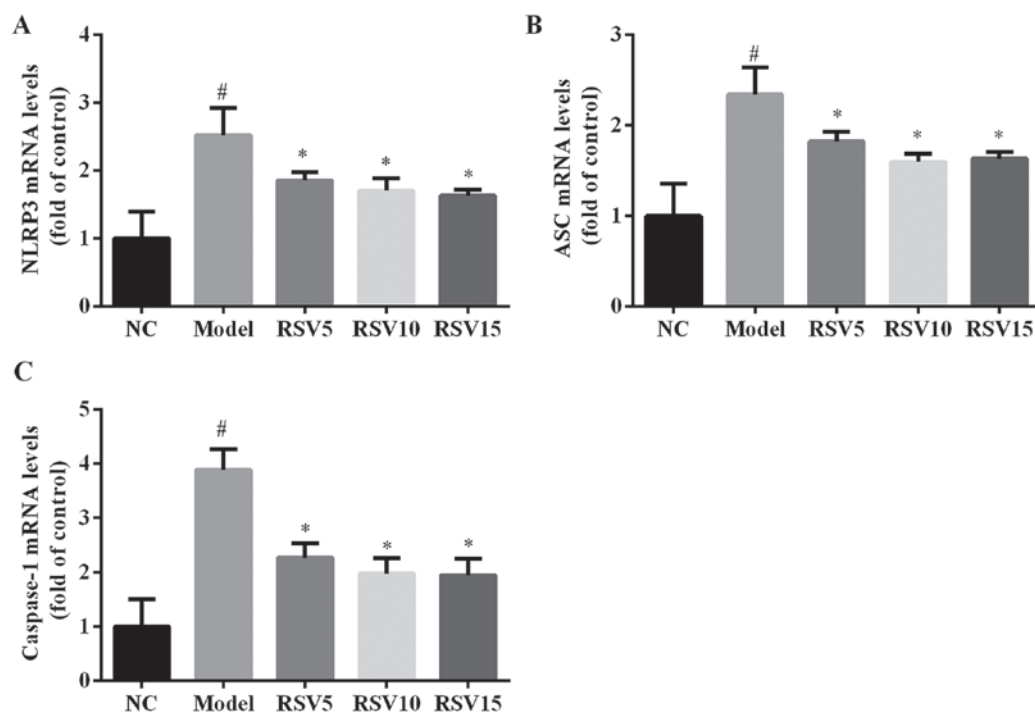 A
NLRP3 mRNA levels
(fold of control)
4
3
2
1
0
#
*
*
*
NC Model RSV5 RSV10 RSV15
B
ASC mRNA levels
(fold of control)
3
2
1
0
#
*
*
*
NC Model RSV5 RSV10 RSV15
C
Caspase-1 mRNA levels
(fold of control)
5
4
3
2
1
0
#
*
*
*
NC Model RSV5 RSV10 RSV15